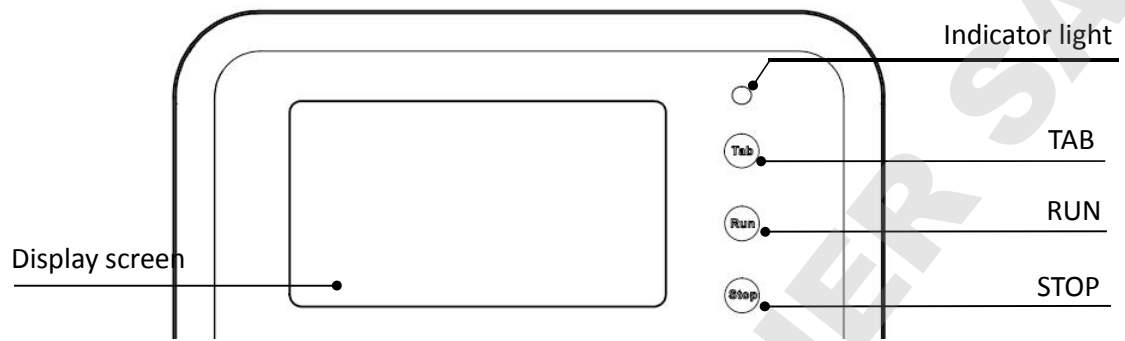 Indicator light
Tab
TAB
Run
RUN
Display screen
Stop
STOP